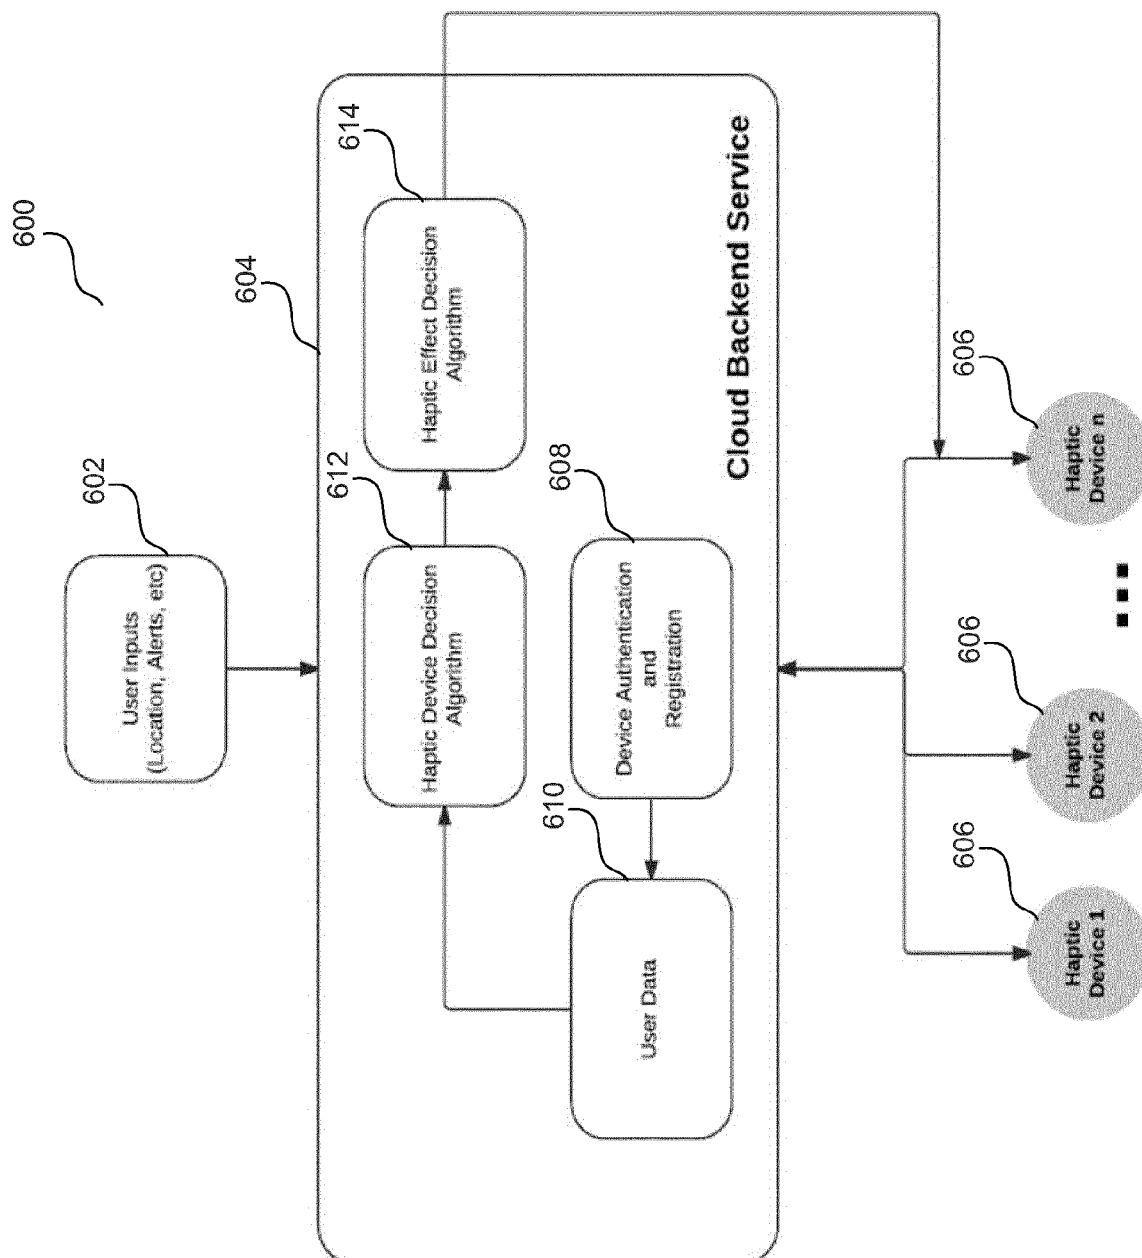 600
602
User Inputs
(Location, Alerts, etc)
604
612
Haptic Device Decision
Algorithm
614
Haptic Effect Decision
Algorithm
610
User Data
608
Device Authentication
and
Registration
Cloud Backend Service
606
Haptic
Device 1
606
Haptic
Device 2
606
Haptic
Device n